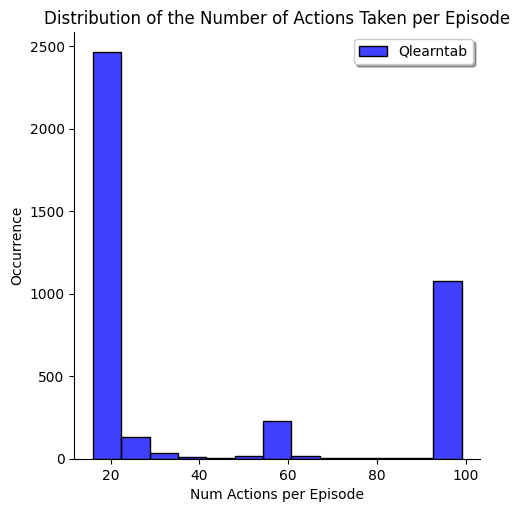 Distribution of the Number of Actions Taken per Episode
Qlearntab
2500
2000
1500
1000
500
0
Occurrence
20 40 60 80 100
Num Actions per Episode